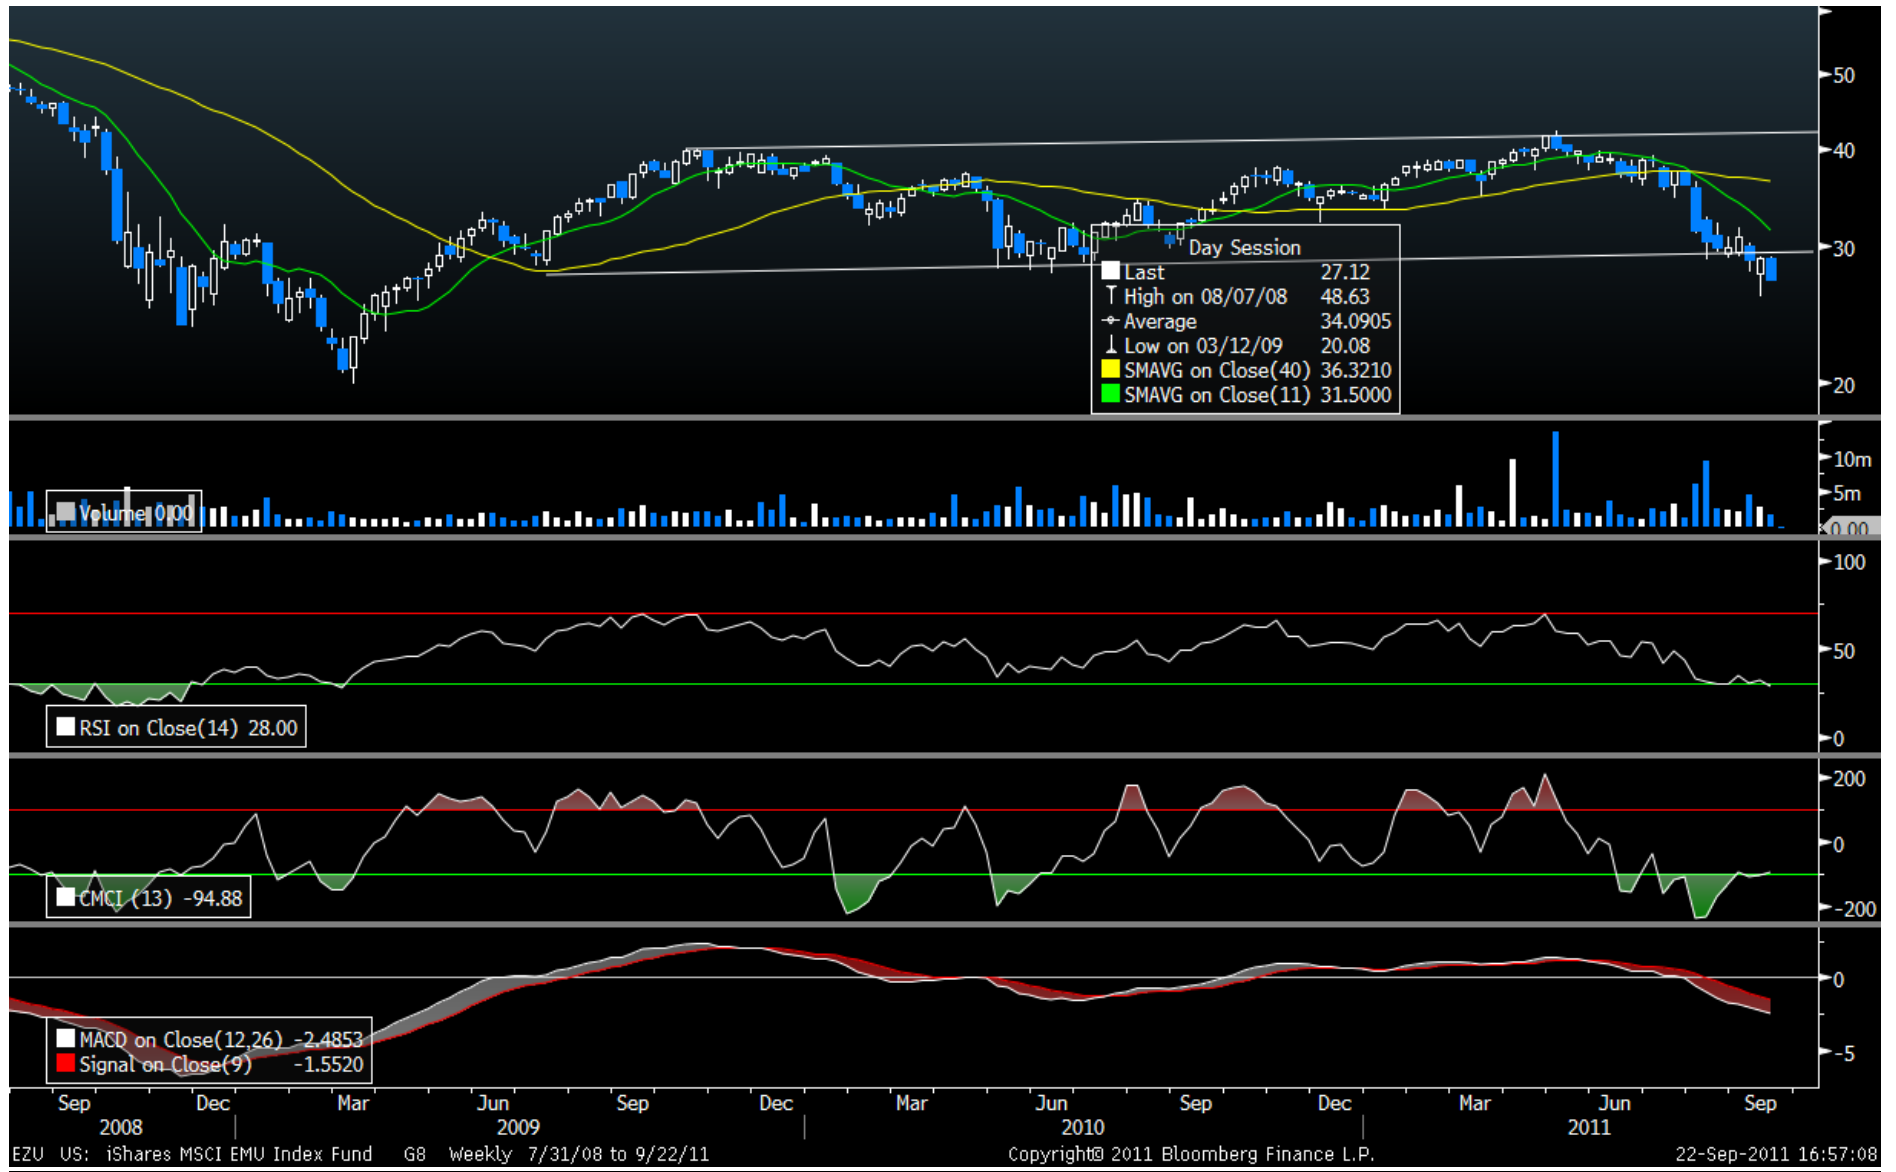 50
40
30
20
Day Session
Last 27.12
High on 08/07/08 48.63
Average 34.0905
Low on 03/12/09 20.08
SMAVG on Close(40) 36.3210
SMAVG on Close(11) 31.5000
10m
5m
0.00
Volume 0.00
100
50
0
RSI on Close(14) 28.00
200
0
-200
CMCI (13) -94.88
0
-5
MACD on Close(12,26) -2.4853
Signal on Close(9) -1.5520
Sep Dec Mar Jun Sep Dec Mar Jun Sep Dec Mar Jun Sep
2008 2009 2010 2011
EZU US: iShares MSCI EMU Index Fund G8 Weekly 7/31/08 to 9/22/11 Copyright© 2011 Bloomberg Finance L.P. 22-Sep-2011 16:57:08